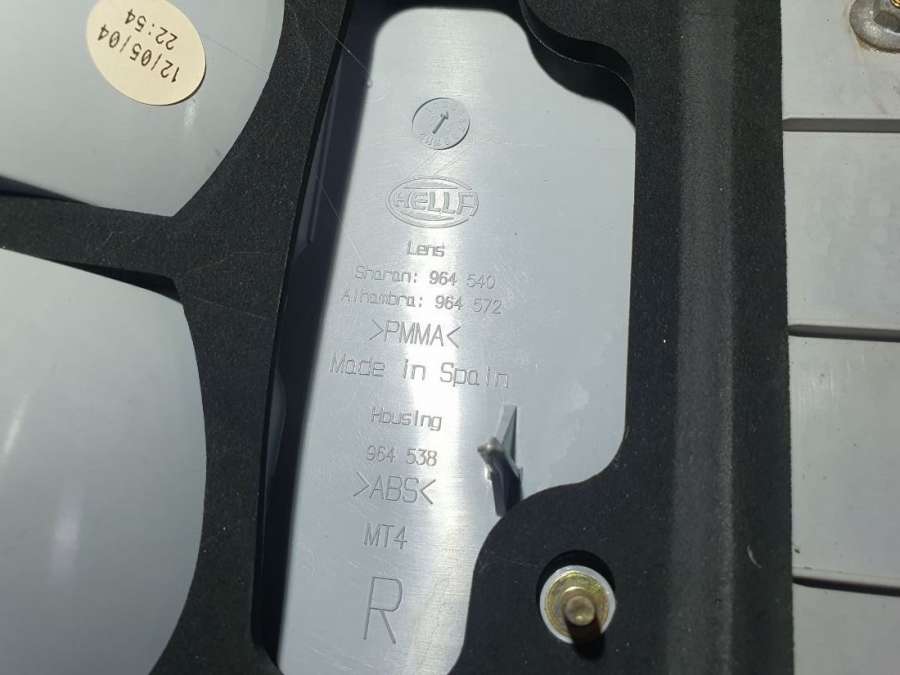 12/05/04
22:54
HELLA
Lens
Sharan: 964 540
Alhambra: 964 572
>PMMA<
Made in Spain
Housing
964 538
>ABS<
MT4
R